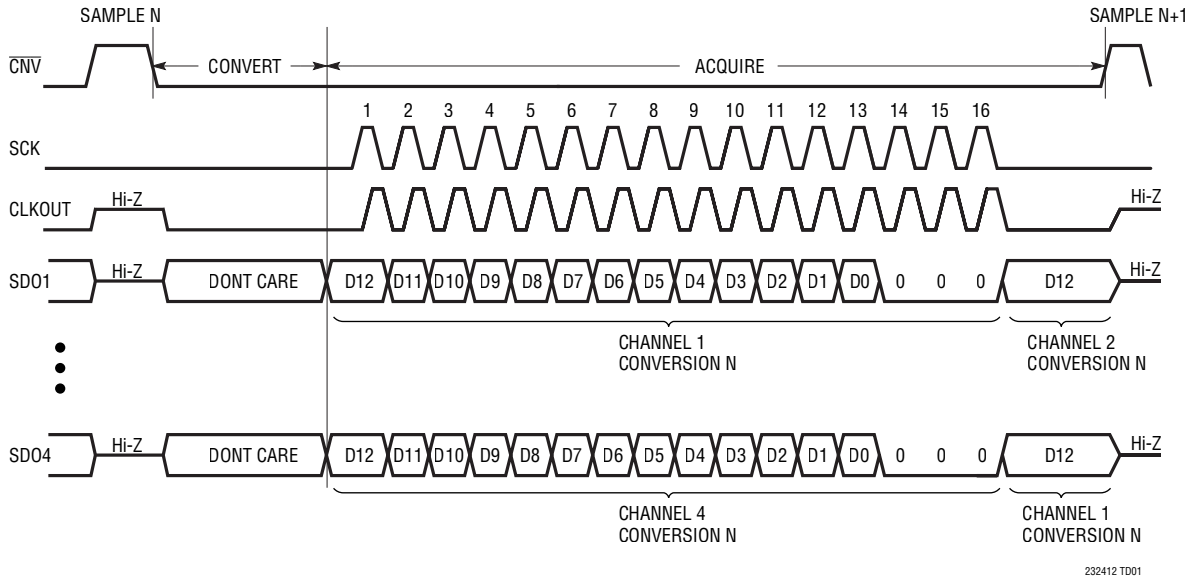 SAMPLE N
SAMPLE N+1
CNV
CONVERT
ACQUIRE
1 2 3 4 5 6 7 8 9 10 11 12 13 14 15 16
SCK
CLKOUT
Hi-Z
Hi-Z
SDO1
Hi-Z
DONT CARE
D12 D11 D10 D9 D8 D7 D6 D5 D4 D3 D2 D1 D0 0 0 0
D12
Hi-Z
CHANNEL 1
CONVERSION N
CHANNEL 2
CONVERSION N
SDO4
Hi-Z
DONT CARE
D12 D11 D10 D9 D8 D7 D6 D5 D4 D3 D2 D1 D0 0 0 0
D12
Hi-Z
CHANNEL 4
CONVERSION N
CHANNEL 1
CONVERSION N
232412 TD01